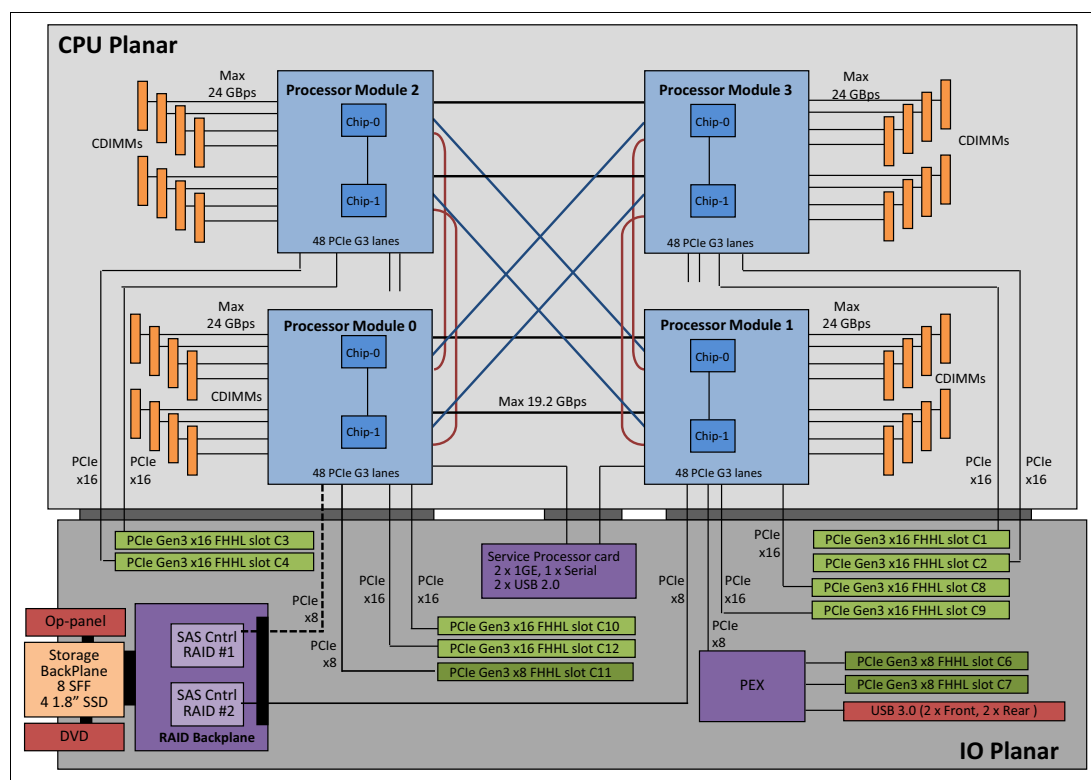 CPU Planar
Max
24 GBps
CDIMMs
Processor Module 2
Chip-0
Chip-1
48 PCIe G3 lanes
Processor Module 3
Chip-0
Chip-1
48 PCIe G3 lanes
Max
24 GBps
CDIMMs
Max
24 GBps
CDIMMs
Processor Module 0
Chip-0
Chip-1
48 PCIe G3 lanes
Max 19.2 GBps
Processor Module 1
Chip-0
Chip-1
48 PCIe G3 lanes
Max
24 GBps
CDIMMs
PCIe
x16
PCIe
x16
PCIe
x16
PCIe
x16
PCIe Gen3 x16 FHHL slot C3
PCIe Gen3 x16 FHHL slot C4
Service Processor card
2 x 1GE, 1 x Serial
2 x USB 2.0
PCIe
x16
PCIe Gen3 x16 FHHL slot C1
PCIe Gen3 x16 FHHL slot C2
PCIe Gen3 x16 FHHL slot C8
PCIe Gen3 x16 FHHL slot C9
PCIe
x8
PCIe
x16
PCIe
x16
PCIe
x8
PCIe
x16
PCIe
x8
PCIe
x8
PCIe Gen3 x16 FHHL slot C10
PCIe Gen3 x16 FHHL slot C12
PCIe Gen3 x8 FHHL slot C11
Op-panel
Storage
BackPlane
8 SFF
4 1.8” SSD
DVD
SAS Cntrl
RAID #1
SAS Cntrl
RAID #2
RAID Backplane
PEX
PCIe Gen3 x8 FHHL slot C6
PCIe Gen3 x8 FHHL slot C7
USB 3.0 (2 x Front, 2 x Rear )
IO Planar